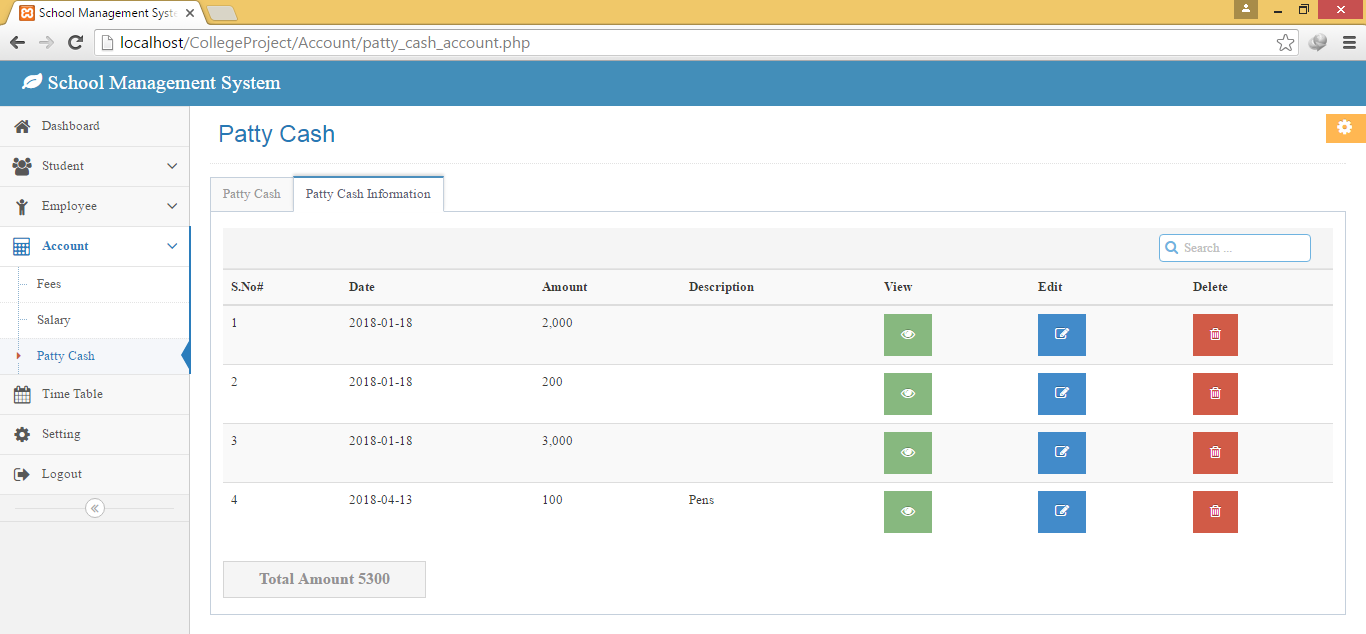 School Management Syst
localhost/CollegeProject/Account/patty_cash_account.php
School Management System
Dashboard
Student
Employee
Account
Fees
Salary
Patty Cash
Time Table
Setting
Logout
Patty Cash
Patty Cash Patty Cash Information
Search ...
S.No# Date Amount Description View Edit Delete
1 2018-01-18 2,000
2 2018-01-18 200
3 2018-01-18 3,000
4 2018-04-13 100 Pens
Total Amount 5300